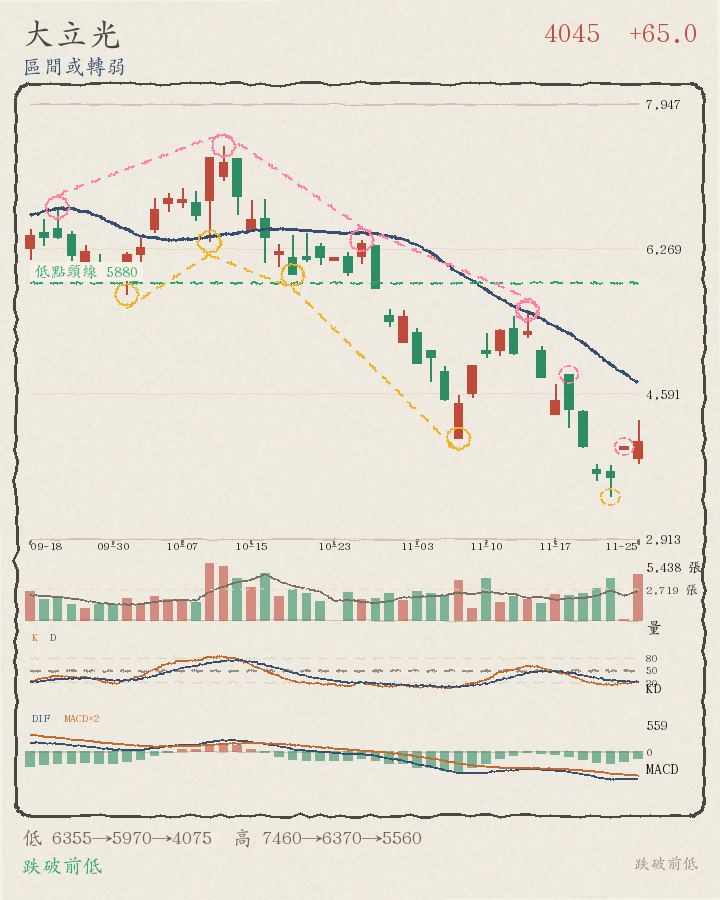 大立光
4045 +65.0
區間或轉弱
7,947
6,269
低點頸線 5880
4,591
2,913
09-18 09-30 10-07 10-15 10-23 11-03 11-10 11-17 11-25
5,438 張
2,719 張
量
K D
80
50
20
KD
DIF MACD×2
559
0
MACD
低 6355→5970→4075 高 7460→6370→5560
跌破前低
跌破前低